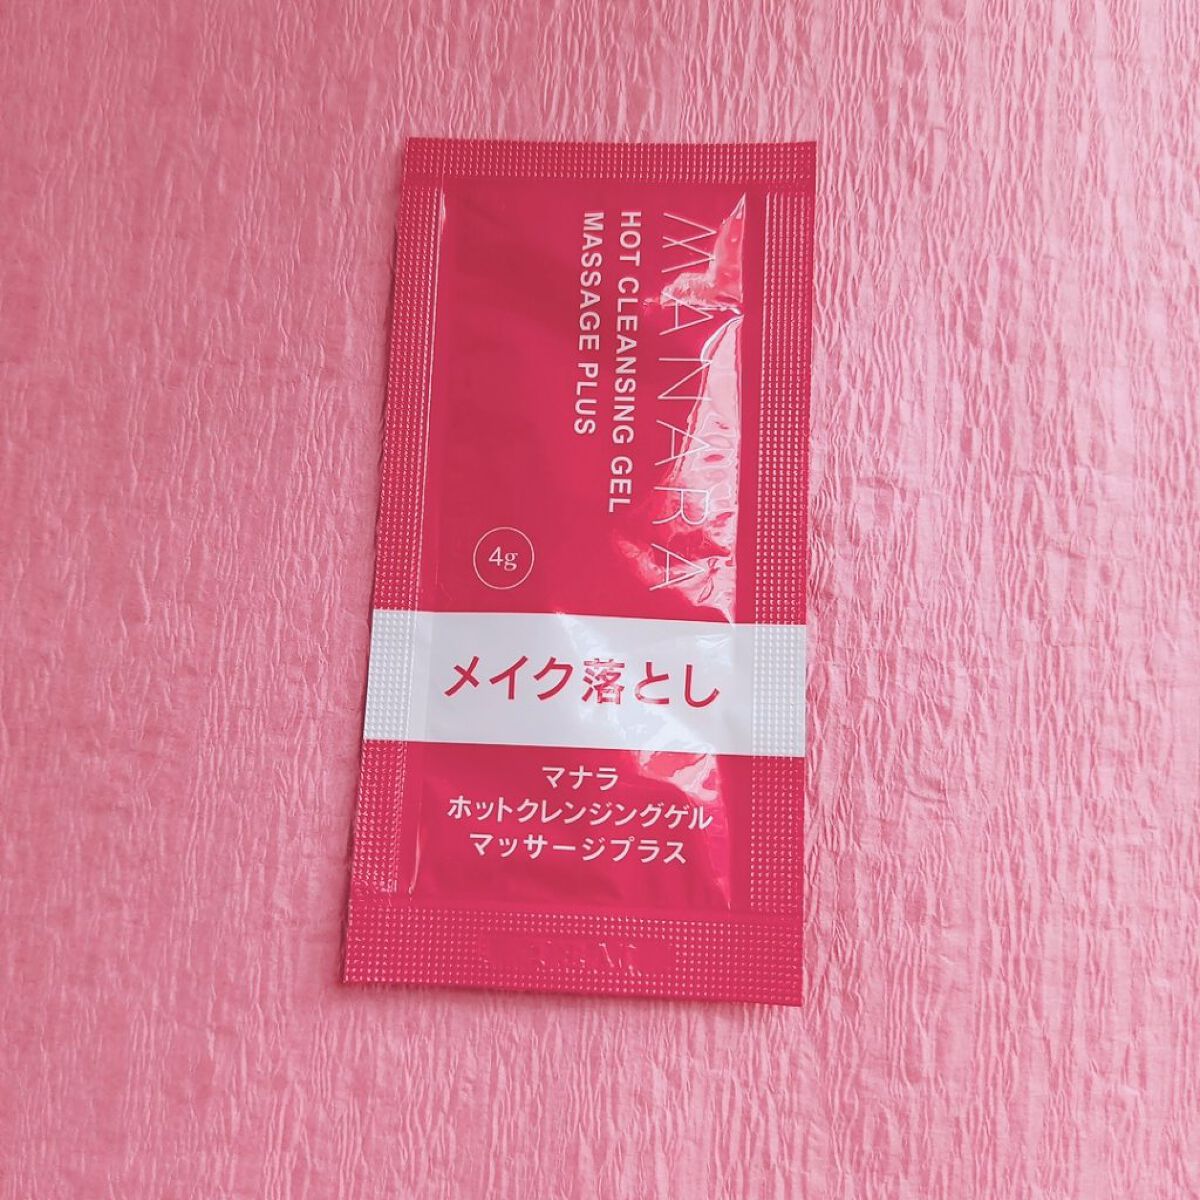 MANARA
HOT CLEANSING GEL
MASSAGE PLUS
4g
メイク落とし
マナラ
ホットクレンジングゲル
マッサージプラス